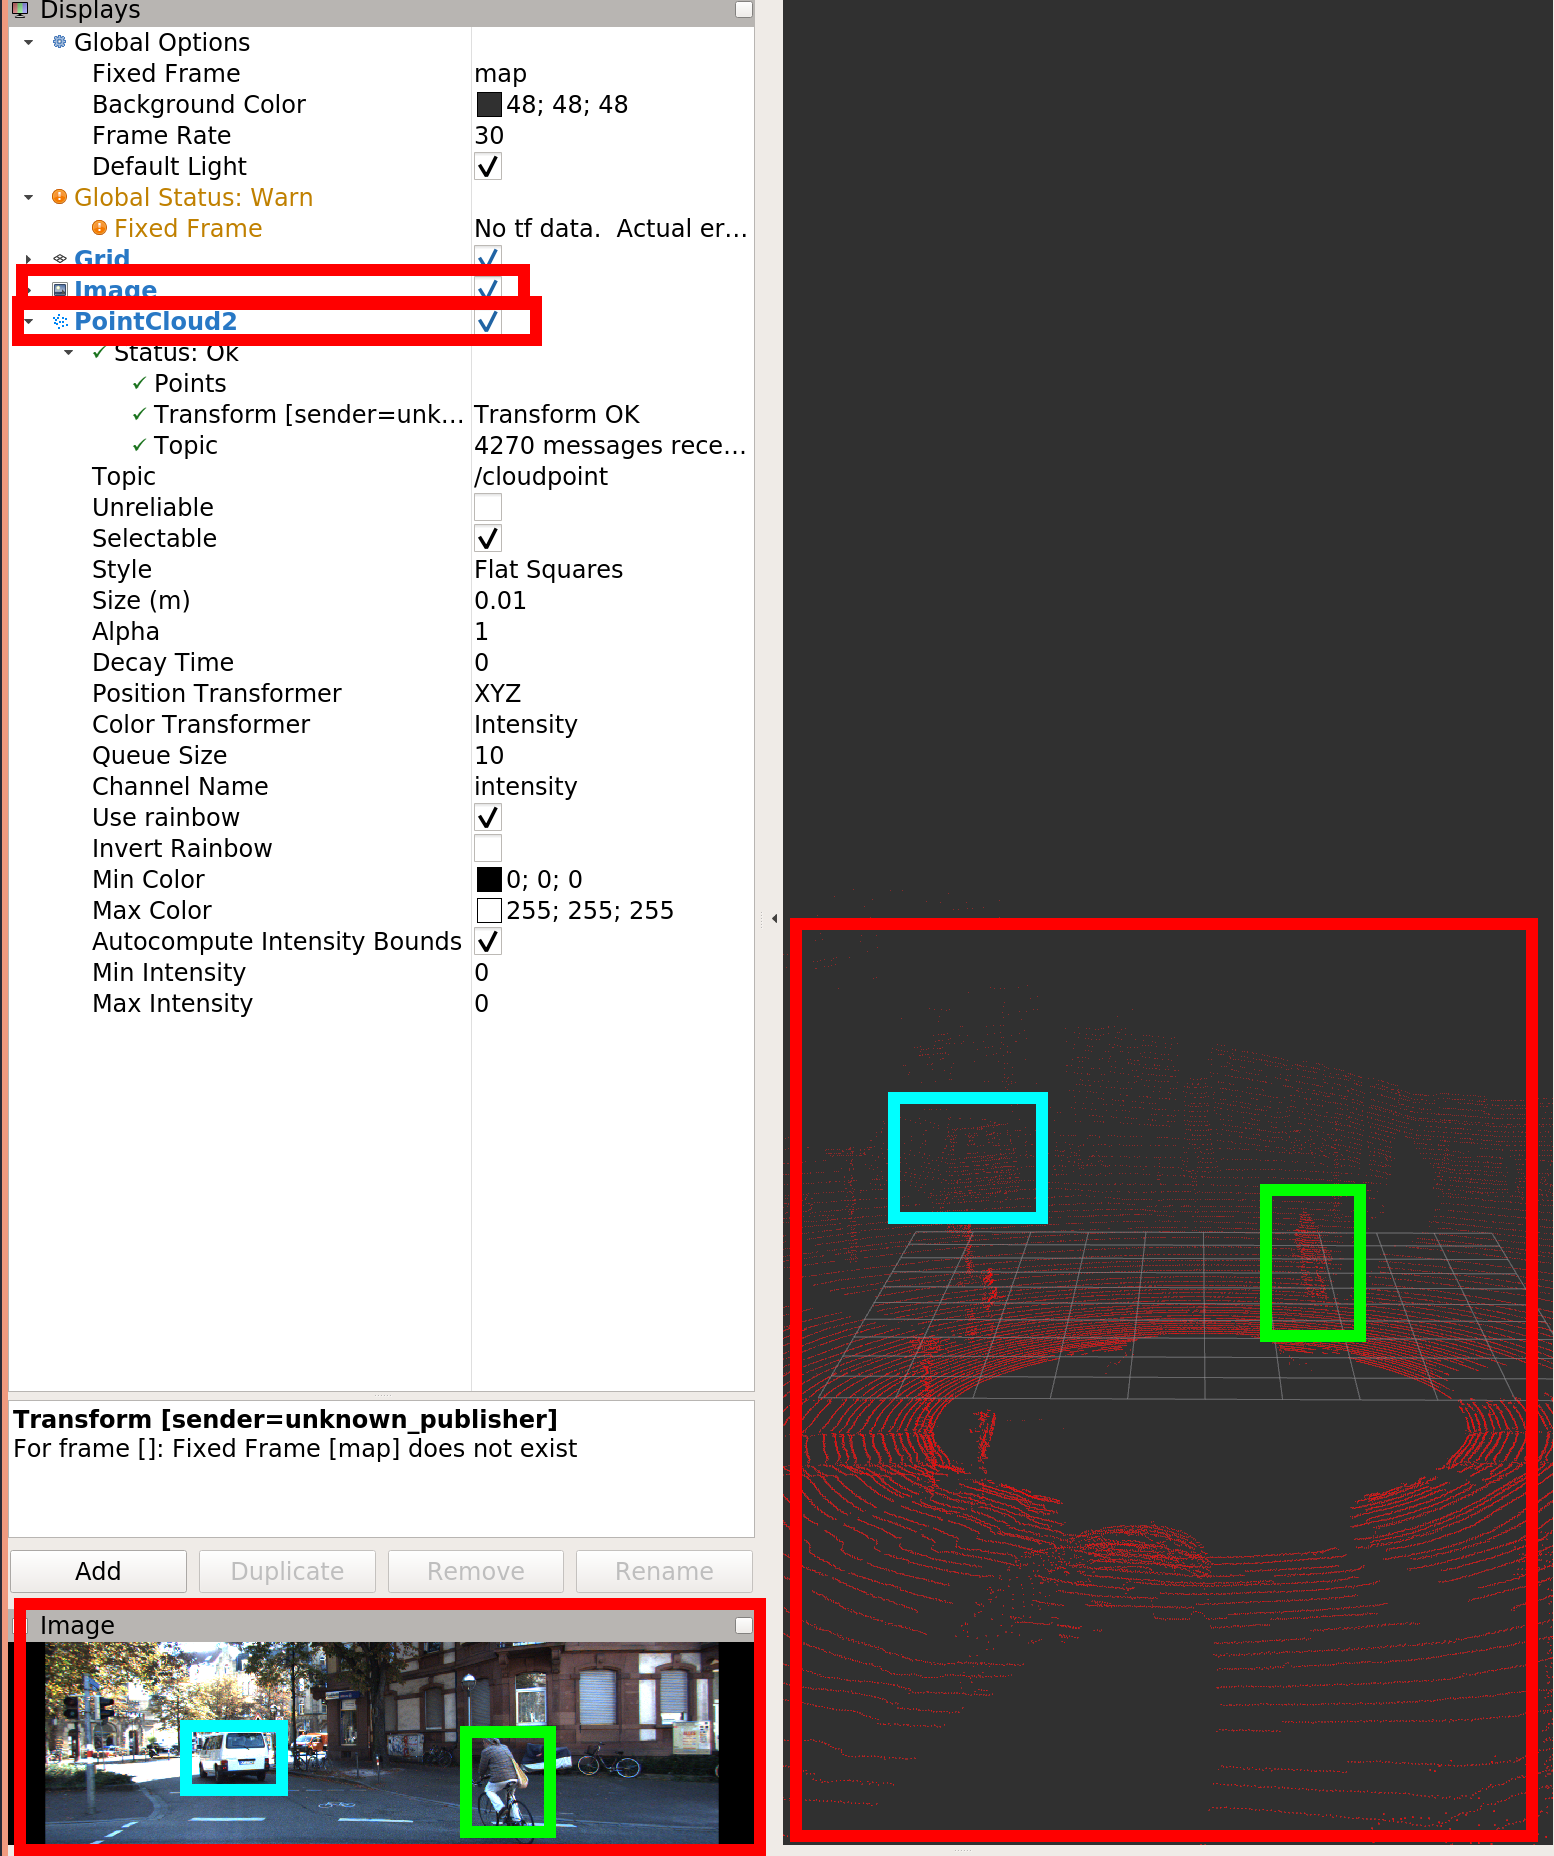 Displays
Global Options
Fixed Frame map
Background Color 48; 48; 48
Frame Rate 30
Default Light
Global Status: Warn
Fixed Frame No tf data.  Actual er...
Grid
Image
PointCloud2
Status: Ok
Points
Transform [sender=unk... Transform OK
Topic 4270 messages rece...
Topic /cloudpoint
Unreliable
Selectable
Style Flat Squares
Size (m) 0.01
Alpha 1
Decay Time 0
Position Transformer XYZ
Color Transformer Intensity
Queue Size 10
Channel Name intensity
Use rainbow
Invert Rainbow
Min Color 0; 0; 0
Max Color 255; 255; 255
Autocompute Intensity Bounds
Min Intensity 0
Max Intensity 0
Transform [sender=unknown_publisher]
For frame []: Fixed Frame [map] does not exist
Add Duplicate Remove Rename
Image